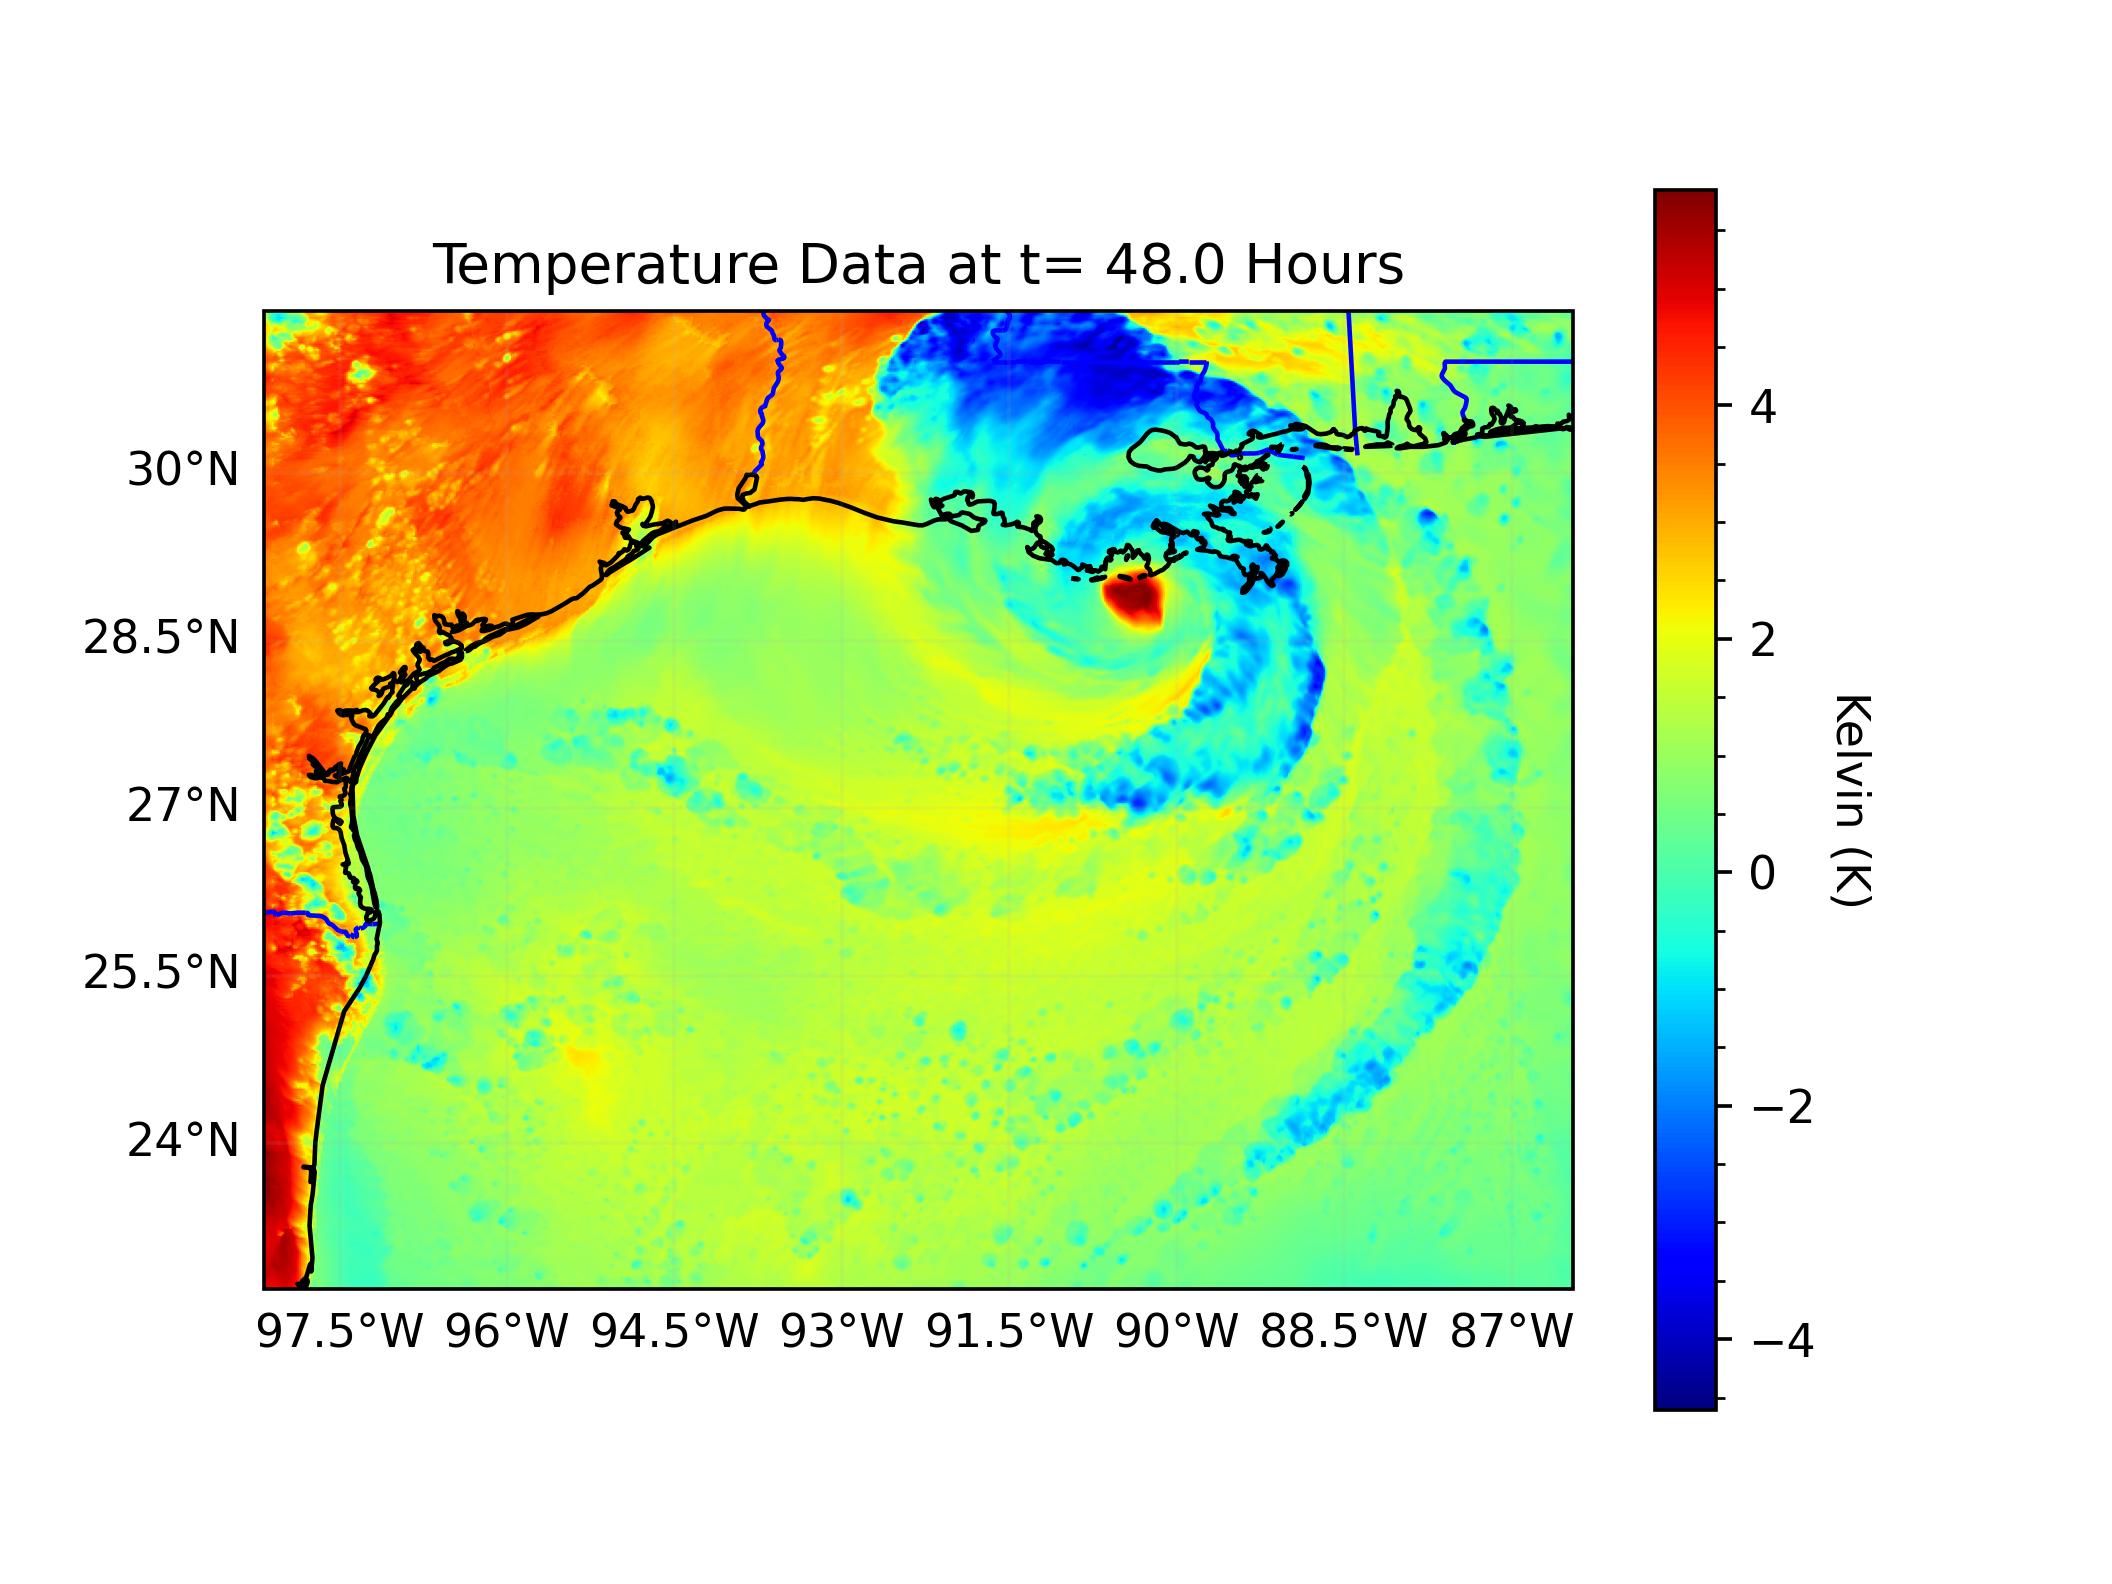 Temperature Data at t= 48.0 Hours
30°N
28.5°N
27°N
25.5°N
24°N
97.5°W 96°W 94.5°W 93°W 91.5°W 90°W 88.5°W 87°W
4
2
0
−2
−4
Kelvin (K)